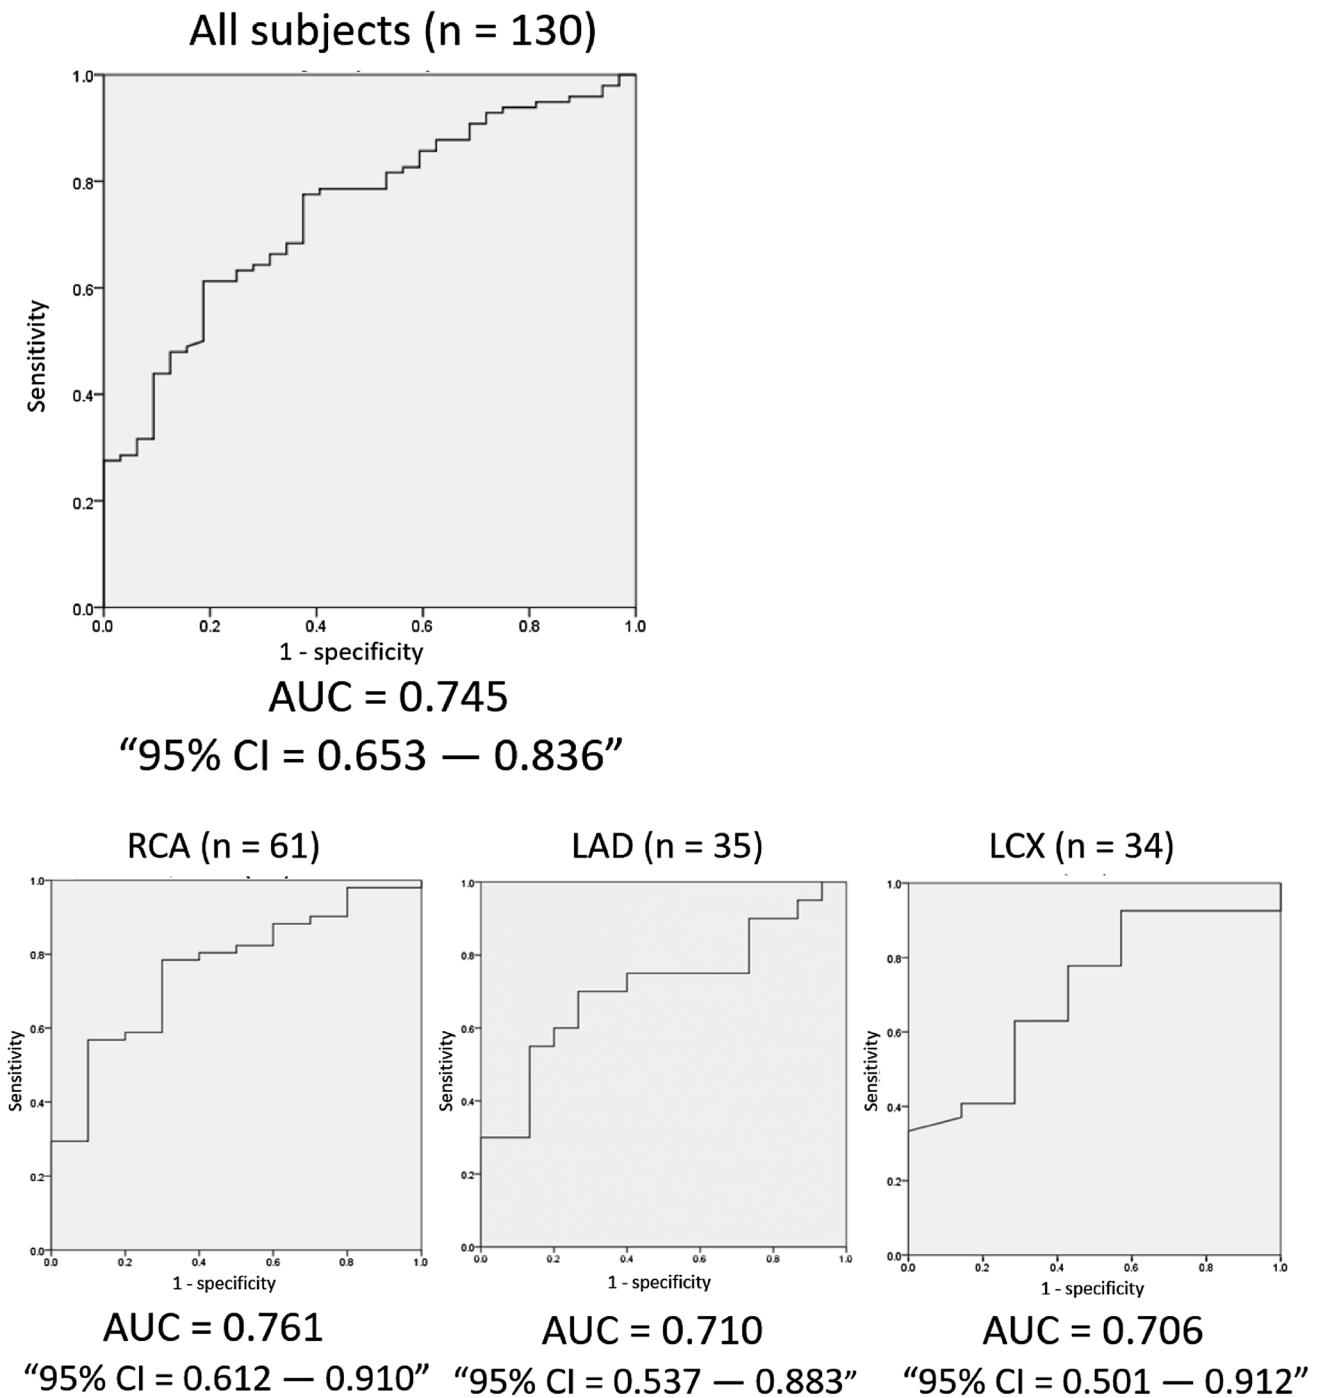 All subjects (n = 130)
1.0
0.8
0.6
0.4
0.2
0.0
Sensitivity
0.0 0.2 0.4 0.6 0.8 1.0
1 - specificity
AUC = 0.745
“95% CI = 0.653 — 0.836”
RCA (n = 61)
1.0
0.8
0.6
0.4
0.2
0.0
Sensitivity
0.0 0.2 0.4 0.6 0.8 1.0
1 - specificity
AUC = 0.761
“95% CI = 0.612 — 0.910”
LAD (n = 35)
1.0
0.8
0.6
0.4
0.2
0.0
Sensitivity
0.0 0.2 0.4 0.6 0.8 1.0
1 - specificity
AUC = 0.710
“95% CI = 0.537 — 0.883”
LCX (n = 34)
1.0
0.8
0.6
0.4
0.2
0.0
Sensitivity
0.0 0.2 0.4 0.6 0.8 1.0
1 - specificity
AUC = 0.706
“95% CI = 0.501 — 0.912”